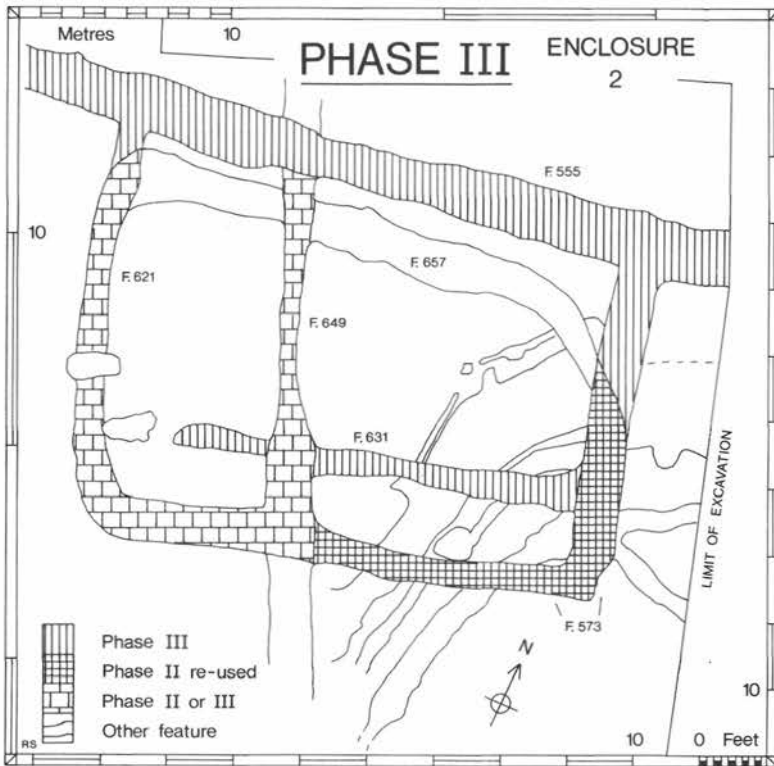 Metres 10
PHASE III
ENCLOSURE
2
F. 555
10
F. 657
F. 621
F. 649
F. 631
LIMIT OF EXCAVATION
F. 573
N
Phase III
Phase II re-used
Phase II or III
Other feature
RS
10
10 0 Feet